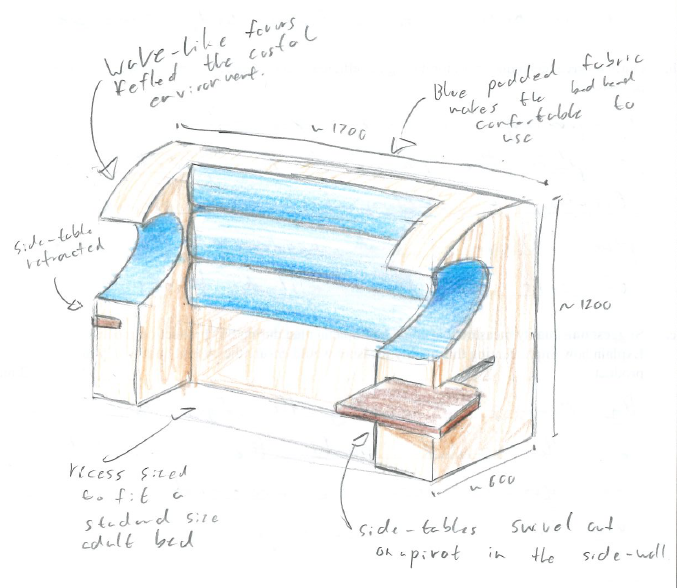 Wave-like forms
Reflect the costal
enviroment.
Blue padded fabric
makes the bed head
comfortable to
use
~1700
side-table
retracted
~1200
~600
recess sized
to fit a
standard size
adult bed
side-tables swivel out
on a pivot in the side-wall